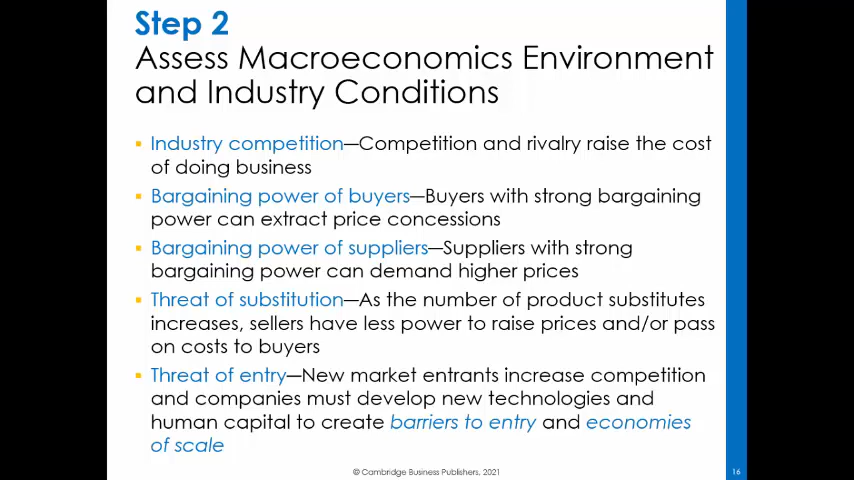 Step 2
Assess Macroeconomics Environment
and Industry Conditions
▪ Industry competition—Competition and rivalry raise the cost
of doing business
▪ Bargaining power of buyers—Buyers with strong bargaining
power can extract price concessions
▪ Bargaining power of suppliers—Suppliers with strong
bargaining power can demand higher prices
▪ Threat of substitution—As the number of product substitutes
increases, sellers have less power to raise prices and/or pass
on costs to buyers
▪ Threat of entry—New market entrants increase competition
and companies must develop new technologies and
human capital to create barriers to entry and economies
of scale
© Cambridge Business Publishers, 2021
16